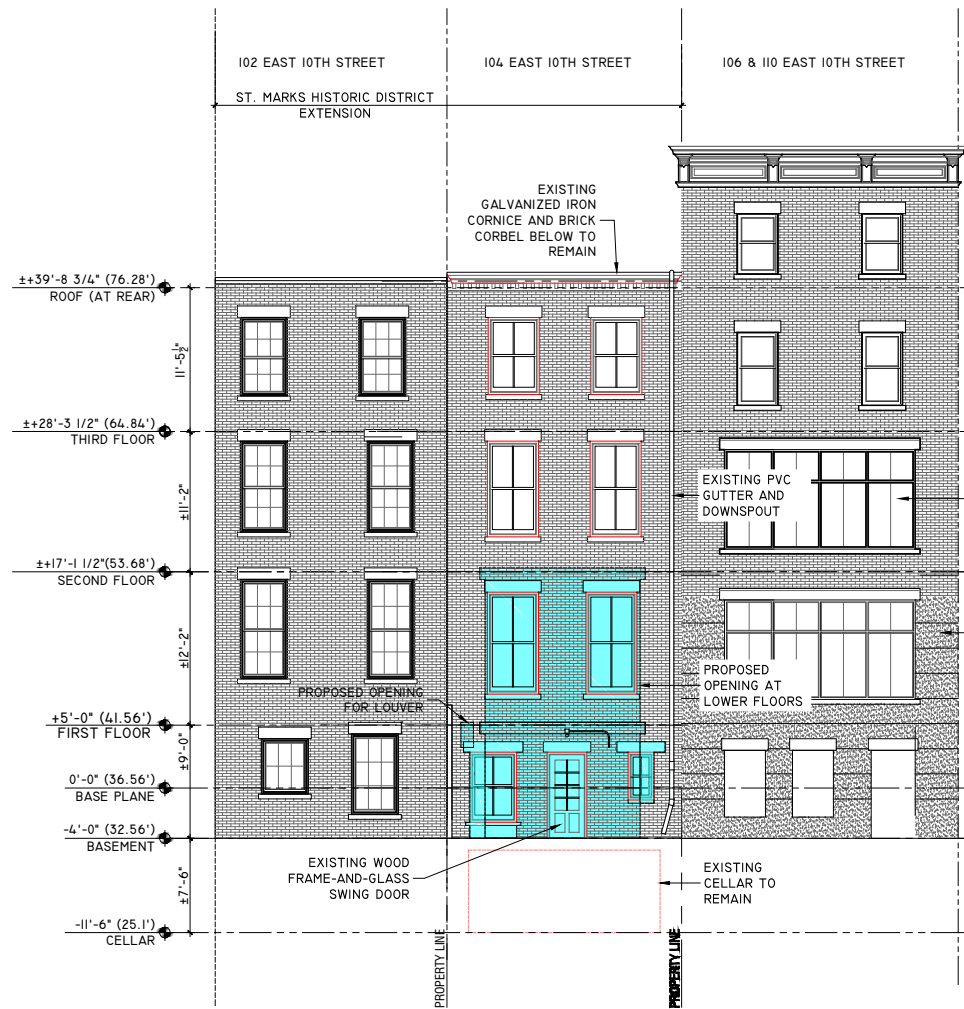 102 EAST 10TH STREET
104 EAST 10TH STREET
106 & 110 EAST 10TH STREET
ST. MARKS HISTORIC DISTRICT
EXTENSION
EXISTING
GALVANIZED IRON
CORNICE AND BRICK
CORBEL BELOW TO
REMAIN
±+39'-8 3/4" (76.28')
ROOF (AT REAR)
11'-5½"
±+28'-3 1/2" (64.84')
THIRD FLOOR
±11'-2"
EXISTING PVC
GUTTER AND
DOWNSPOUT
±+17'-1 1/2"(53.68')
SECOND FLOOR
±12'-2"
PROPOSED
OPENING AT
LOWER FLOORS
PROPOSED OPENING
FOR LOUVER
+5'-0" (41.56')
FIRST FLOOR
±9'-0"
0'-0" (36.56')
BASE PLANE
-4'-0" (32.56')
BASEMENT
EXISTING WOOD
FRAME-AND-GLASS
SWING DOOR
EXISTING
CELLAR TO
REMAIN
±7'-6"
-11'-6" (25.1')
CELLAR
PROPERTY LINE
PROPERTY LINE